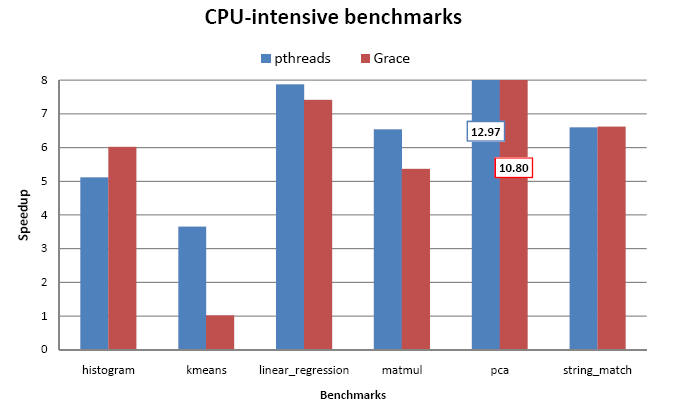 CPU-intensive benchmarks
pthreads Grace
8
7
6
5
4
3
2
1
0
Speedup
12.97
10.80
histogram kmeans linear_regression matmul pca string_match
Benchmarks